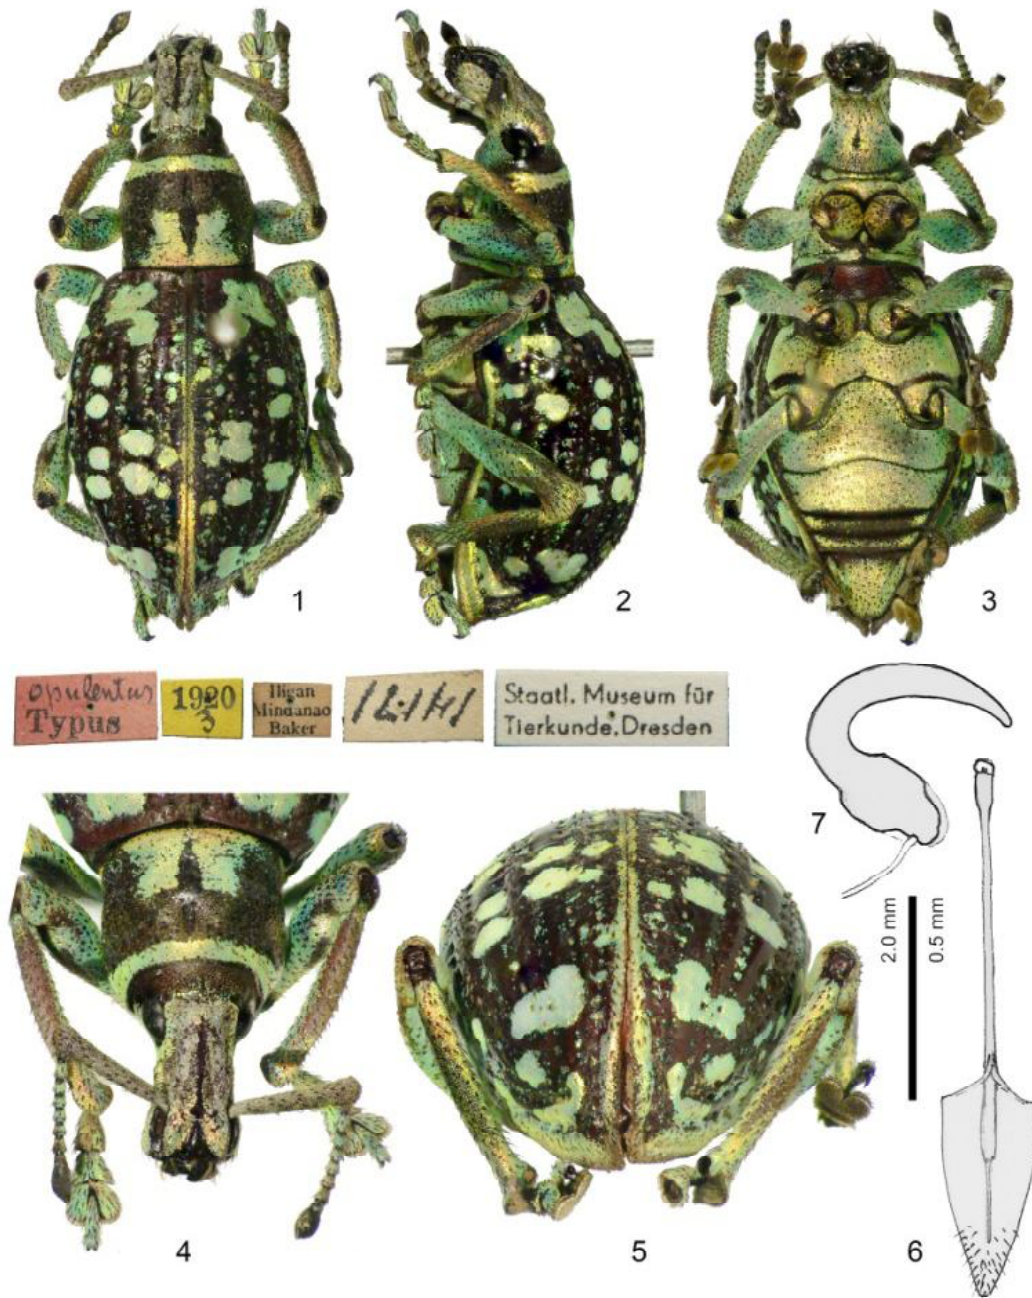 1
2
3
opulentus
Typus
1920
3
Iligan
Mindanao
Baker
Staatl. Museum für
Tierkunde, Dresden
7
2.0 mm
0.5 mm
4
5
6